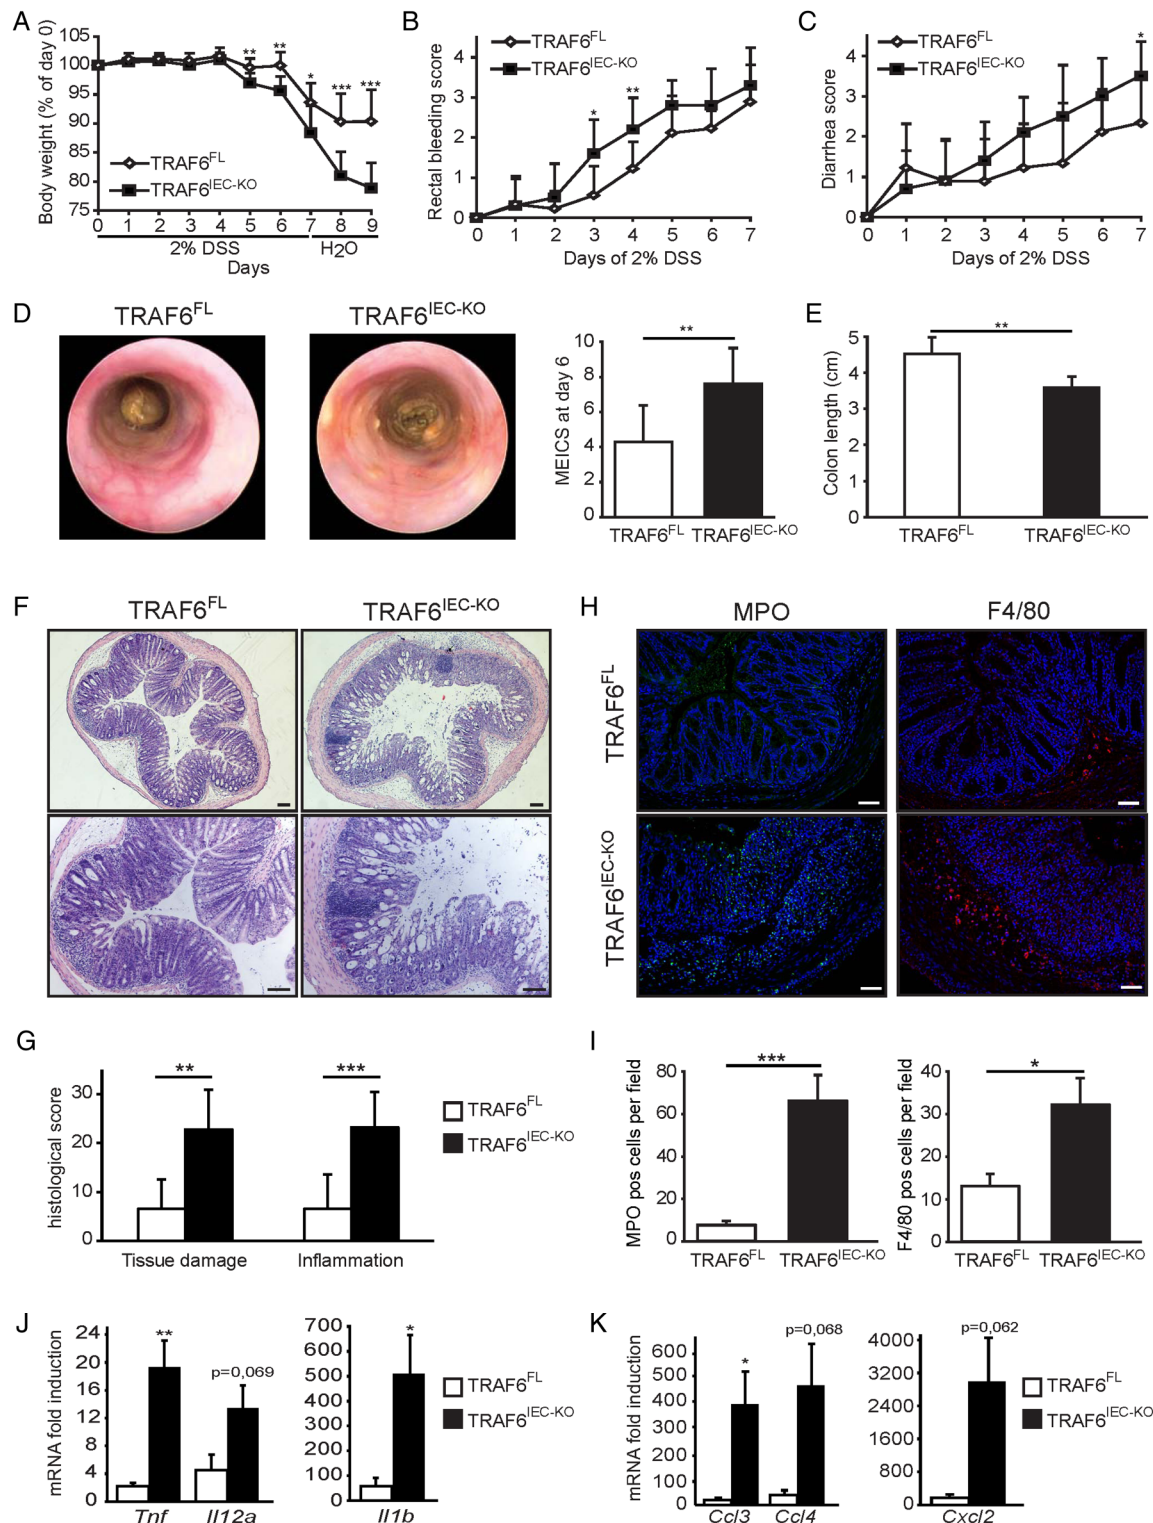 A
Body weight (% of day 0)
105
100
95
90
85
80
75
** ** * *** ***
TRAF6FL
TRAF6IEC-KO
0 1 2 3 4 5 6 7 8 9
2% DSS H2O
Days
B
Rectal bleeding score
4
3
2
1
0
TRAF6FL
TRAF6IEC-KO
* **
0 1 2 3 4 5 6 7
Days of 2% DSS
C
Diarrhea score
4
3
2
1
0
TRAF6FL
TRAF6IEC-KO
*
0 1 2 3 4 5 6 7
Days of 2% DSS
D
TRAF6FL TRAF6IEC-KO
MEICS at day 6
10
8
6
4
2
0
**
TRAF6FL TRAF6IEC-KO
E
Colon length (cm)
5
4
3
2
1
0
**
TRAF6FL TRAF6IEC-KO
F
TRAF6FL TRAF6IEC-KO
H
MPO F4/80
TRAF6FL
TRAF6IEC-KO
G
histological score
30
20
10
0
** ***
Tissue damage Inflammation
TRAF6FL
TRAF6IEC-KO
I
MPO pos cells per field
80
60
40
20
0
***
TRAF6FL TRAF6IEC-KO
F4/80 pos cells per field
40
30
20
10
0
*
TRAF6FL TRAF6IEC-KO
J
mRNA fold induction
24
20
16
12
8
4
0
**
p=0,069
Tnf Il12a
700
600
500
400
300
200
100
0
*
Il1b
TRAF6FL
TRAF6IEC-KO
K
mRNA fold induction
600
500
400
300
200
100
0
*
p=0,068
Ccl3 Ccl4
4000
3200
2400
1600
800
0
p=0,062
Cxcl2
TRAF6FL
TRAF6IEC-KO